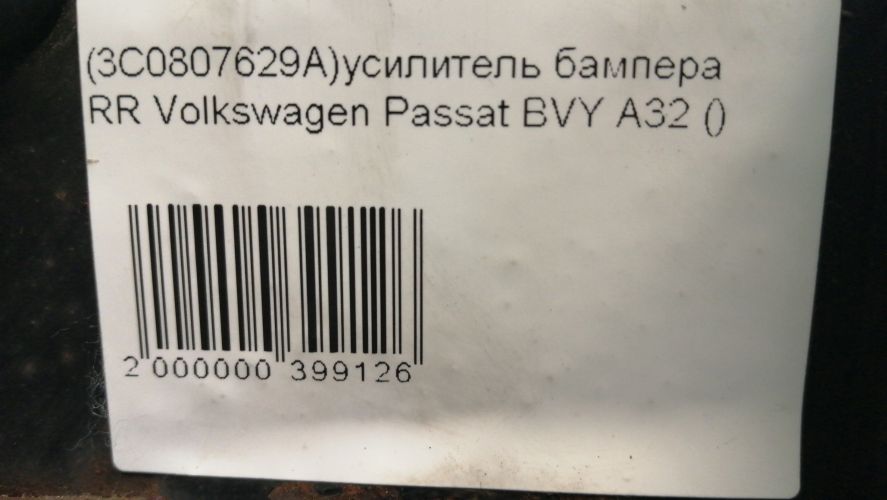 (3C0807629A)усилитель бампера
RR Volkswagen Passat BVY A32 ()
2 000000 399126